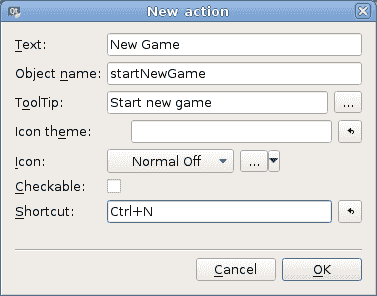 New action
Text: New Game
Object name: startNewGame
ToolTip: Start new game ...
Icon theme:
Icon: Normal Off ...
Checkable:
Shortcut: Ctrl+N
Cancel OK